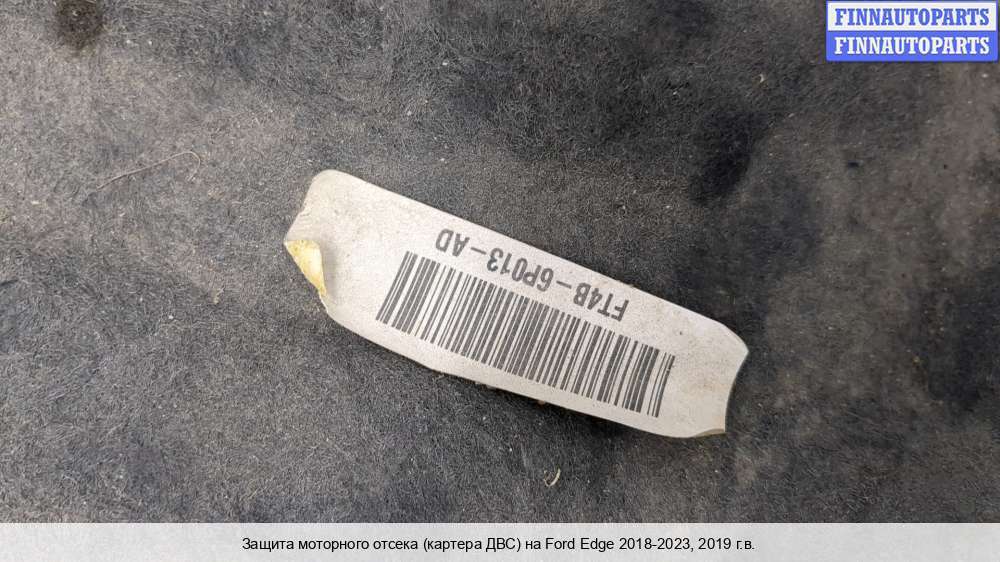 FINNAUTOPARTS
FINNAUTOPARTS
FT4B-6P013-AD
Защита моторного отсека (картера ДВС) на Ford Edge 2018-2023, 2019 г.в.